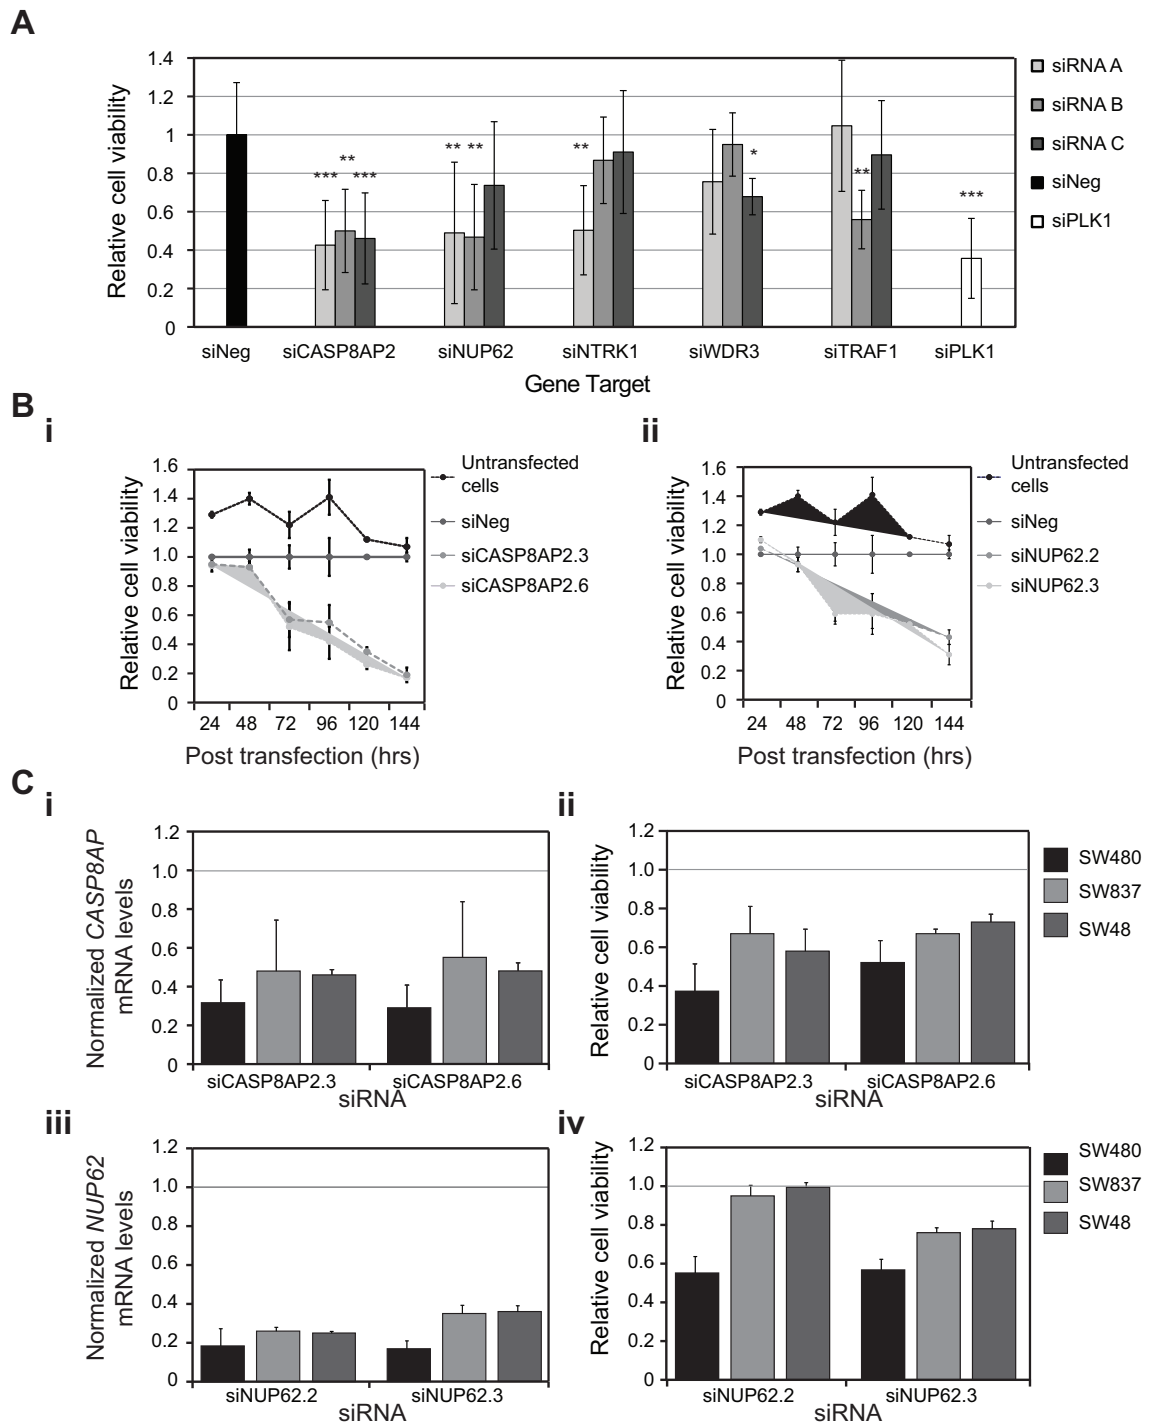 A
1.4
1.2
1
0.8
0.6
0.4
0.2
0
Relative cell viability
***
**
***
**
**
**
*
**
***
siRNA A
siRNA B
siRNA C
siNeg
siPLK1
siNeg siCASP8AP2 siNUP62 siNTRK1 siWDR3 siTRAF1 siPLK1
Gene Target
B
i
1.6
1.4
1.2
1.0
0.8
0.6
0.4
0.2
0
Relative cell viability
24 48 72 96 120 144
Post transfection (hrs)
Untransfected
cells
siNeg
siCASP8AP2.3
siCASP8AP2.6
ii
1.6
1.4
1.2
1.0
0.8
0.6
0.4
0.2
0
Relative cell viability
24 48 72 96 120 144
Post transfection (hrs)
Untransfected
cells
siNeg
siNUP62.2
siNUP62.3
C
i
Normalized CASP8AP
mRNA levels
1.2
1.0
0.8
0.6
0.4
0.2
0
siCASP8AP2.3 siCASP8AP2.6
siRNA
ii
Relative cell viability
1.2
1.0
0.8
0.6
0.4
0.2
0
siCASP8AP2.3 siCASP8AP2.6
siRNA
SW480
SW837
SW48
iii
Normalized NUP62
mRNA levels
1.2
1.0
0.8
0.6
0.4
0.2
0
siNUP62.2 siNUP62.3
siRNA
iv
Relative cell viability
1.2
1.0
0.8
0.6
0.4
0.2
0
siNUP62.2 siNUP62.3
siRNA
SW480
SW837
SW48